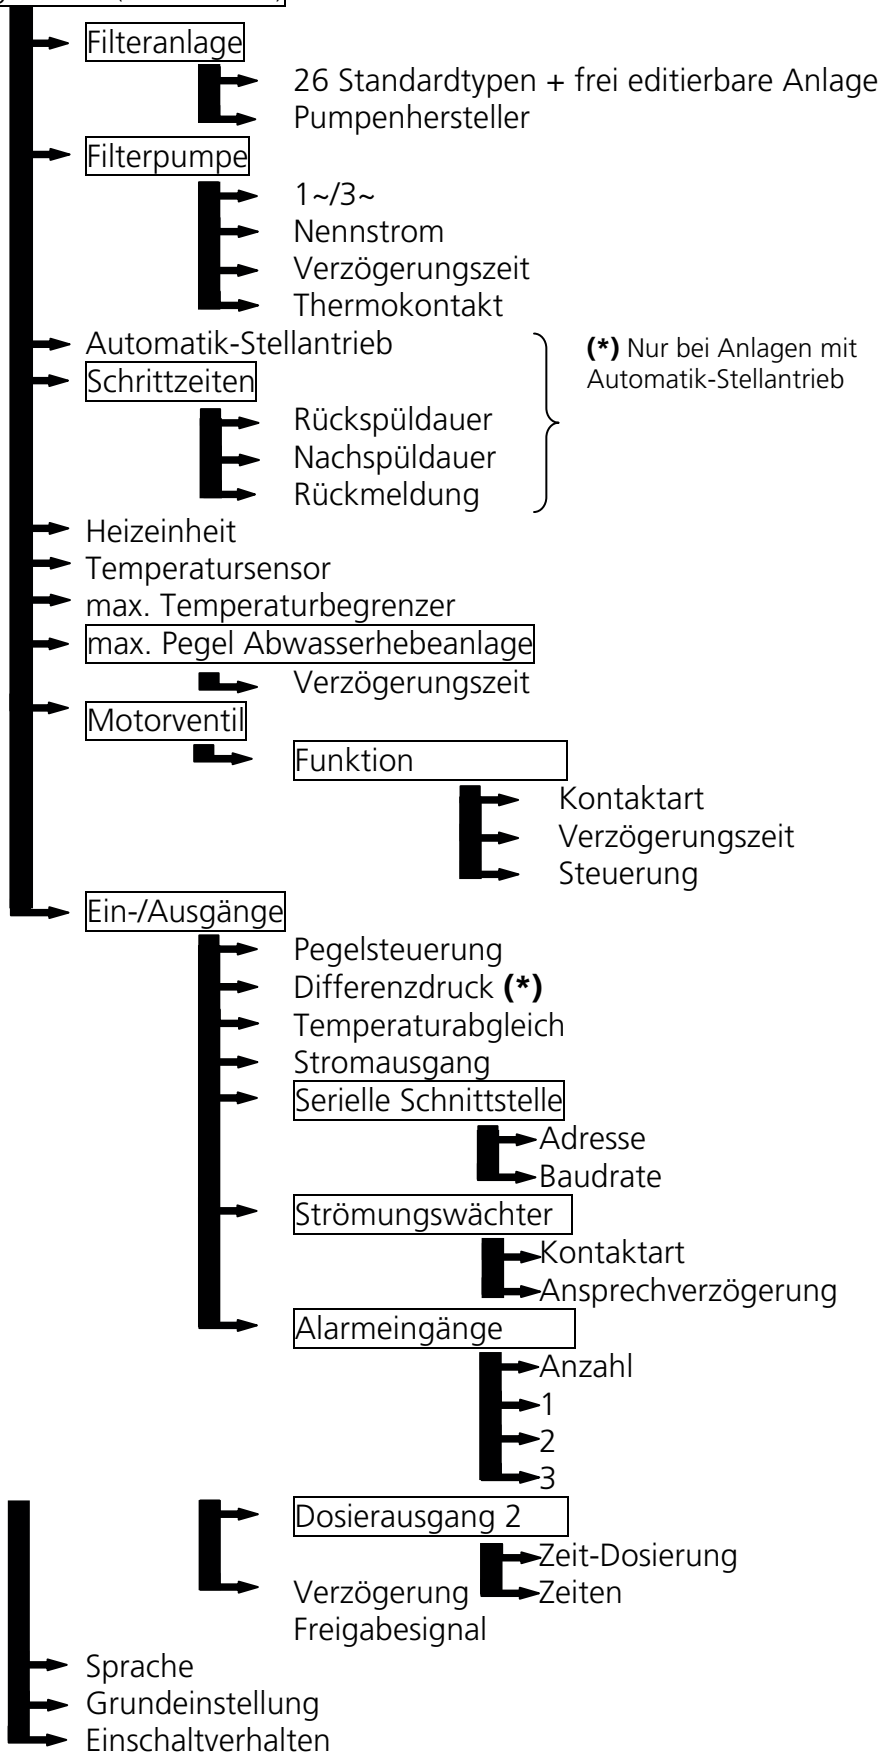 Filteranlage
26 Standardtypen + frei editierbare Anlage
Pumpenhersteller
Filterpumpe
1~/3~
Nennstrom
Verzögerungszeit
Thermokontakt
Automatik-Stellantrieb
(*) Nur bei Anlagen mit
Automatik-Stellantrieb
Schrittzeiten
Rückspüldauer
Nachspüldauer
Rückmeldung
Heizeinheit
Temperatursensor
max. Temperaturbegrenzer
max. Pegel Abwasserhebeanlage
Verzögerungszeit
Motorventil
Funktion
Kontaktart
Verzögerungszeit
Steuerung
Ein-/Ausgänge
Pegelsteuerung
Differenzdruck (*)
Temperaturabgleich
Stromausgang
Serielle Schnittstelle
Adresse
Baudrate
Strömungswächter
Kontaktart
Ansprechverzögerung
Alarmeingänge
Anzahl
1
2
3
Dosierausgang 2
Zeit-Dosierung
Zeiten
Verzögerung
Freigabesignal
Sprache
Grundeinstellung
Einschaltverhalten